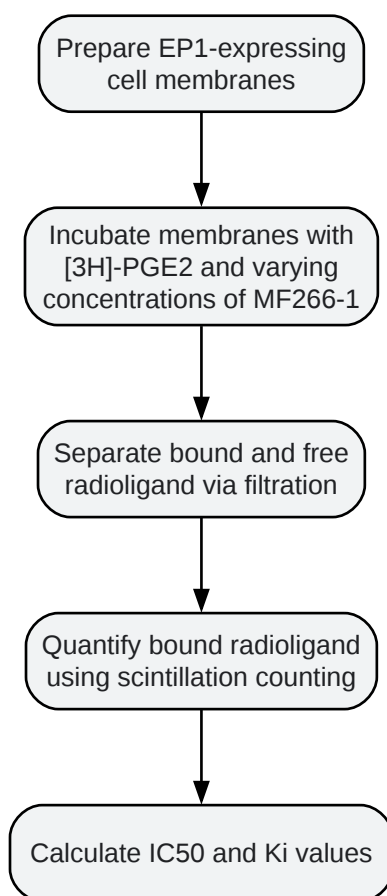 Prepare EP1-expressing
cell membranes
Incubate membranes with
[3H]-PGE2 and varying
concentrations of MF266-1
Separate bound and free
radioligand via filtration
Quantify bound radioligand
using scintillation counting
Calculate IC50 and Ki values